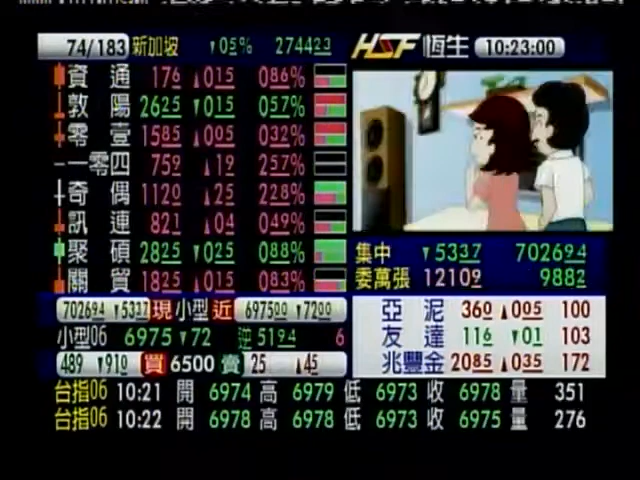 74/183 新加坡 ▼05% 274423 HSF 恆生 10:23:00
資通 176 ▲015 086%
敦陽 2625 ▼015 057%
零壹 1585 ▲005 032%
一零四 759 ▲19 257%
奇偶 1120 ▲25 228%
訊連 821 ▲04 049%
聚碩 2825 ▼025 088%
關貿 1825 ▲015 083%
集中 ▼5337 702694
委萬張 12109 9882
702694 ▼5337 現 小型 近 697500 ▼7200
小型06 6975 ▼72 逆 5194 6
489 ▼910 買 6500 賣 25 ▲45
亞泥 360 ▲005 100
友達 116 ▼01 103
兆豐金 2085 ▲035 172
台指06 10:21 開 6974 高 6979 低 6973 收 6978 量 351
台指06 10:22 開 6978 高 6978 低 6973 收 6975 量 276